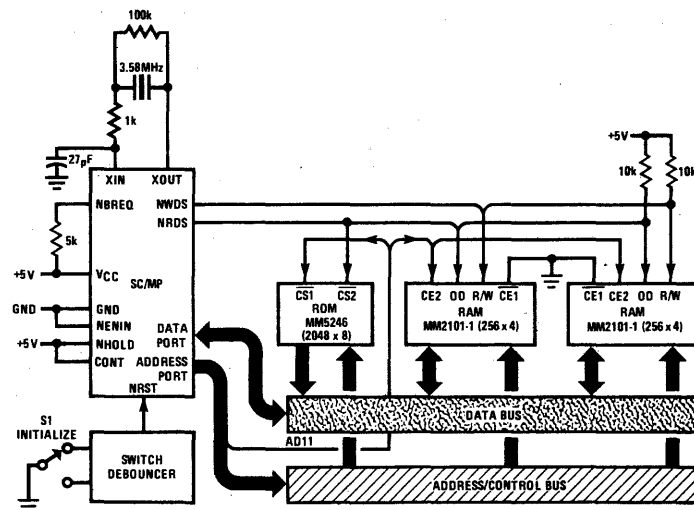 100k
3.58MHz
1k
27pF
+5V
10k
10k
XIN XOUT
NBREQ NWDS
NRDS
5k
+5V VCC
SC/MP
GND GND
NENIN
+5V NHOLD
CONT
DATA
PORT
ADDRESS
PORT
NRST
CS1 CS2
ROM
MM5246
(2048 x 8)
CE2 OD R/W CE1
RAM
MM2101-1 (256 x 4)
CE1 CE2 OD R/W
RAM
MM2101-1 (256 x 4)
DATA BUS
AD11
ADDRESS/CONTROL BUS
S1
INITIALIZE
SWITCH
DEBOUNCER